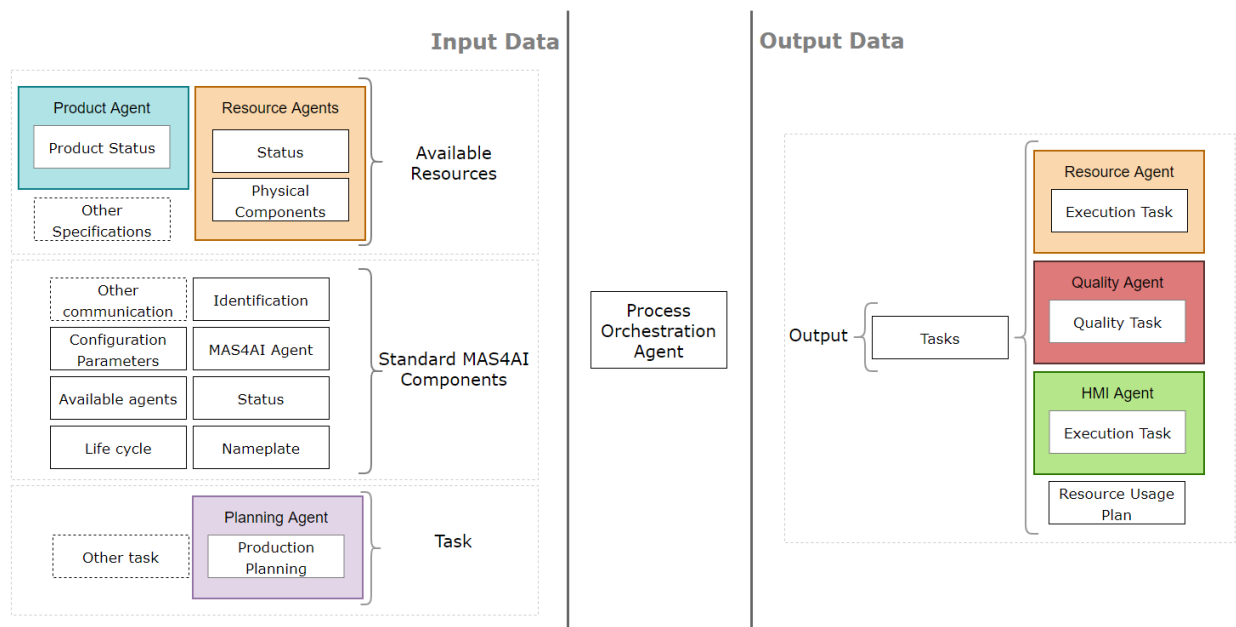 Input Data
Output Data
Product Agent
Product Status
Other
Specifications
Resource Agents
Status
Physical
Components
Available
Resources
Other
communication
Identification
Configuration
Parameters
MAS4AI Agent
Available agents
Status
Life cycle
Nameplate
Standard MAS4AI
Components
Other task
Planning Agent
Production
Planning
Task
Process
Orchestration
Agent
Output
Tasks
Resource Agent
Execution Task
Quality Agent
Quality Task
HMI Agent
Execution Task
Resource Usage
Plan